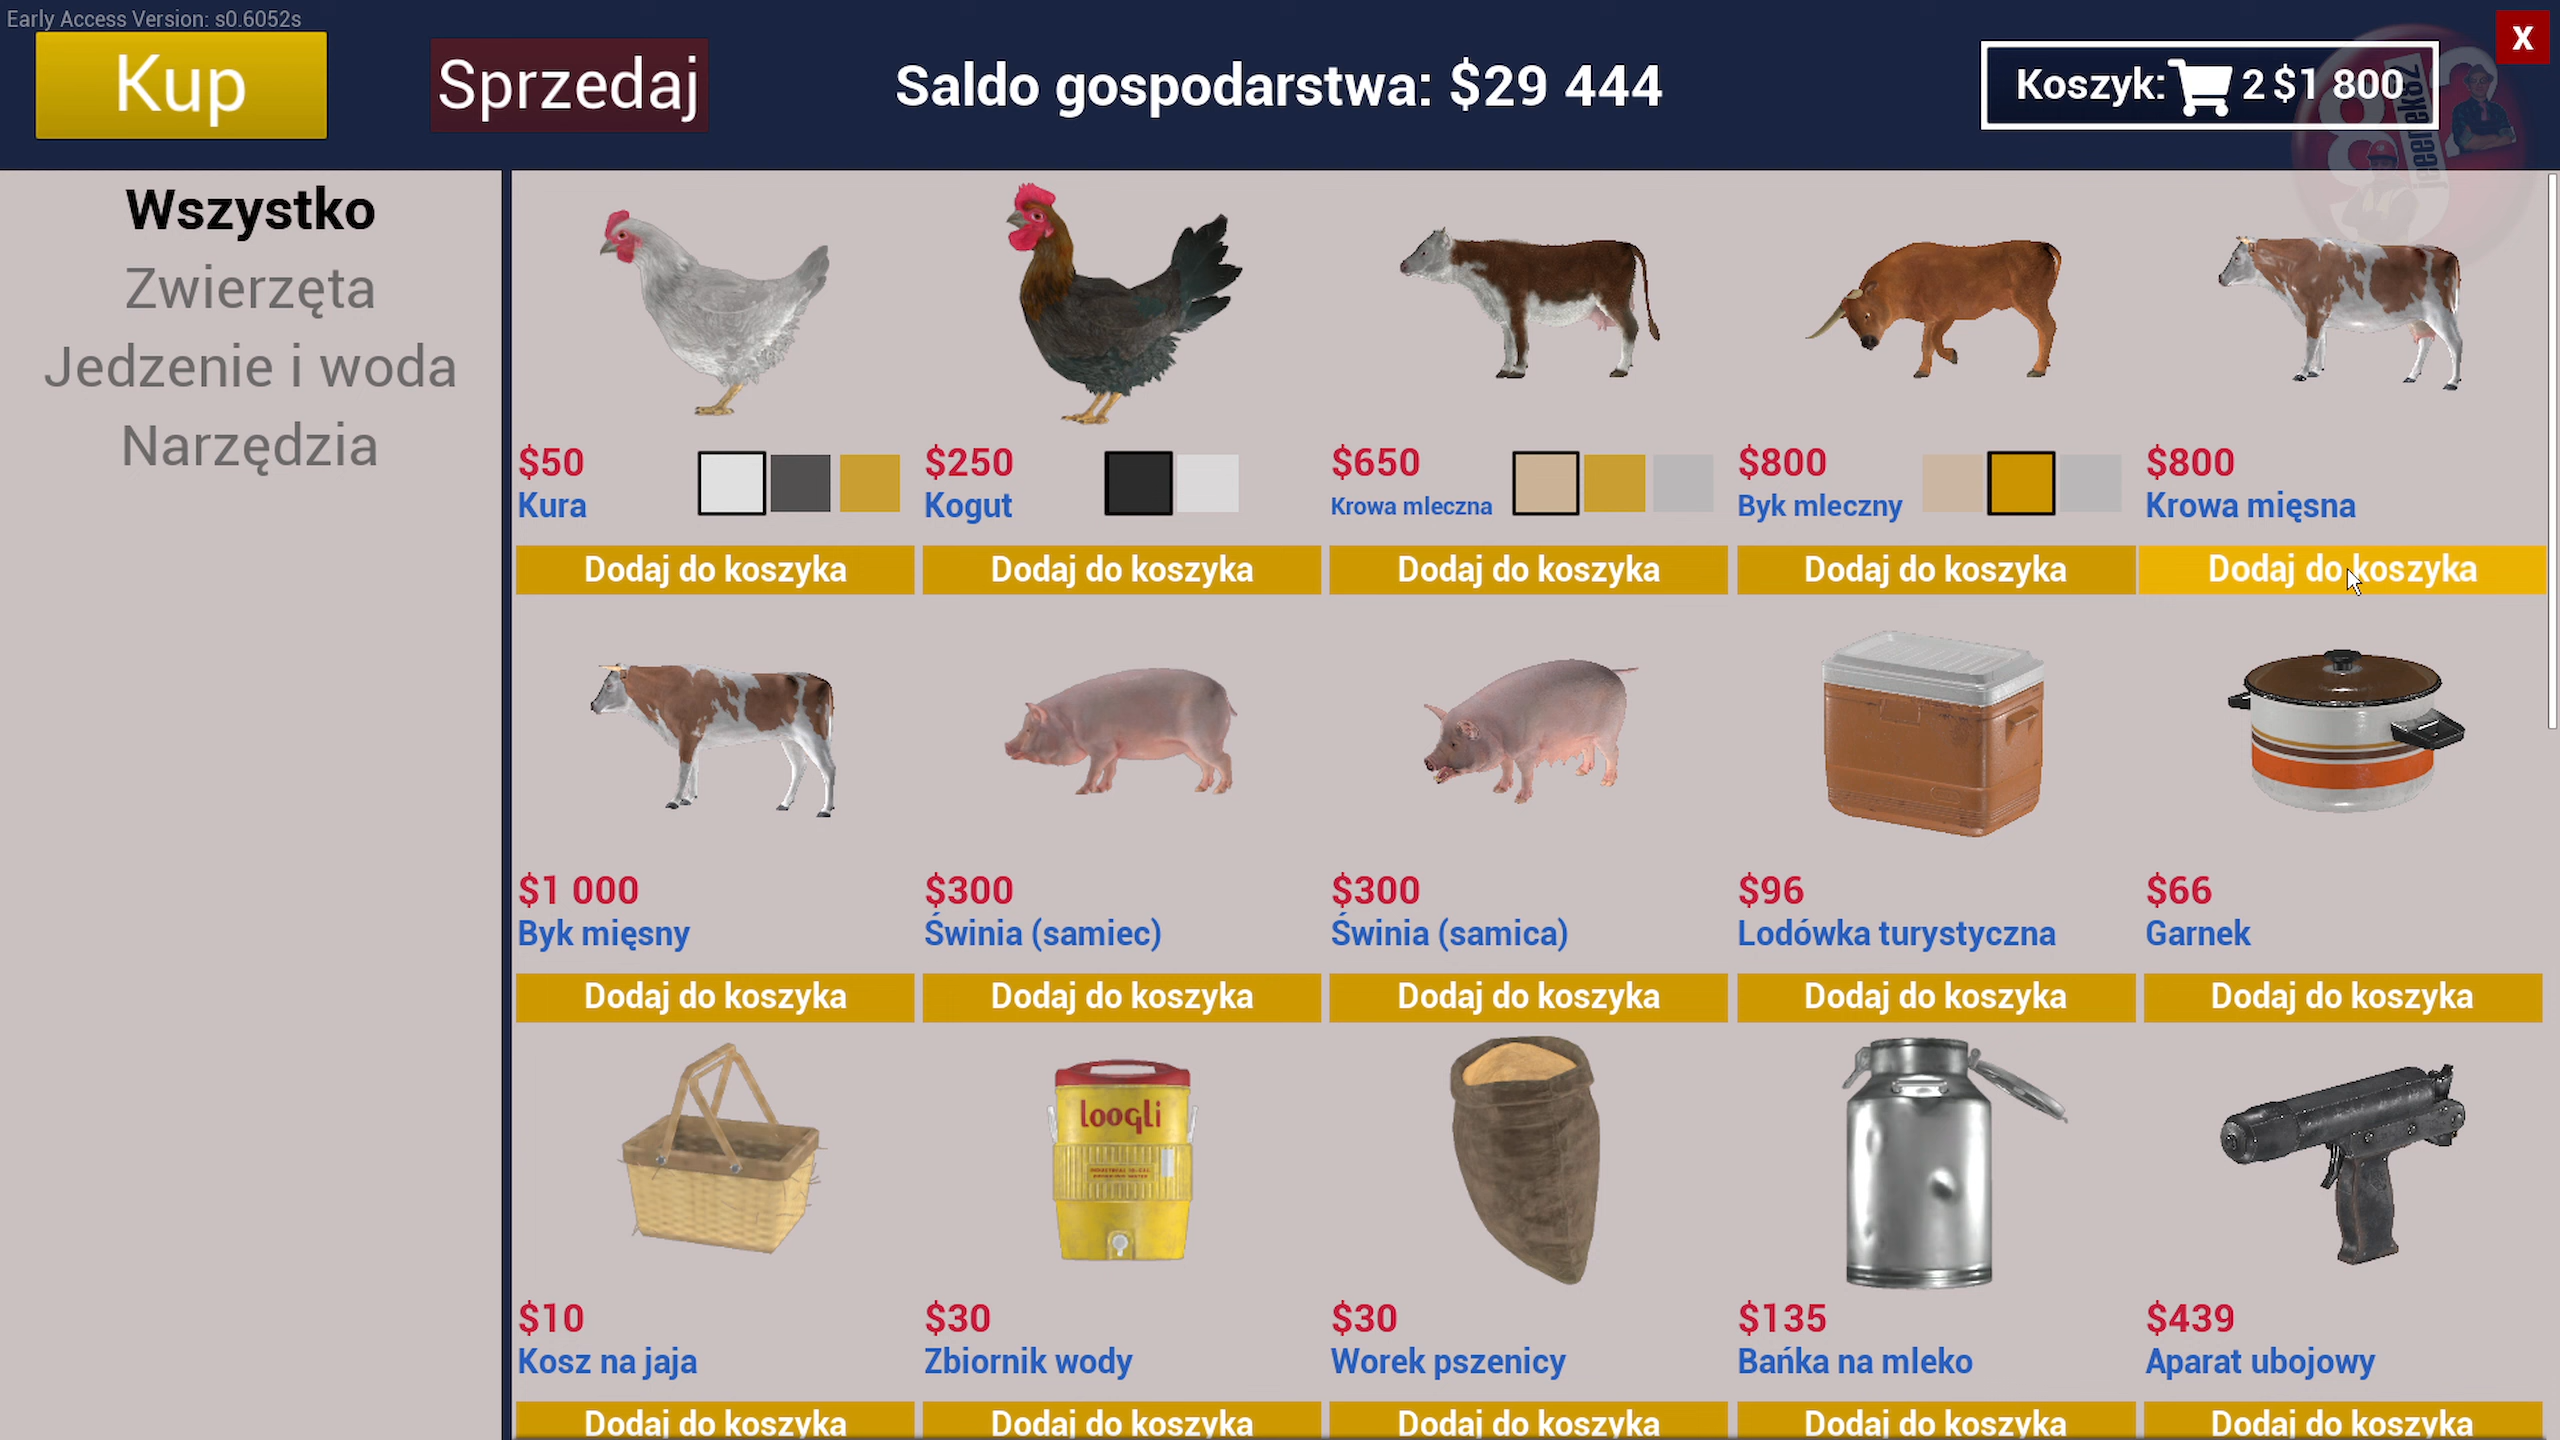 Early Access Version: s0.6052s
Kup
Sprzedaj
Saldo gospodarstwa: $29 444
Koszyk: 2 $1 800
X
Wszystko
Zwierzęta
Jedzenie i woda
Narzędzia
$50
Kura
$250
Kogut
$650
Krowa mleczna
$800
Byk mleczny
$800
Krowa mięsna
Dodaj do koszyka
Dodaj do koszyka
Dodaj do koszyka
Dodaj do koszyka
Dodaj do koszyka
$1 000
Byk mięsny
$300
Świnia (samiec)
$300
Świnia (samica)
$96
Lodówka turystyczna
$66
Garnek
Dodaj do koszyka
Dodaj do koszyka
Dodaj do koszyka
Dodaj do koszyka
Dodaj do koszyka
loogli
$10
Kosz na jaja
$30
Zbiornik wody
$30
Worek pszenicy
$135
Bańka na mleko
$439
Aparat ubojowy
Dodaj do koszyka
Dodaj do koszyka
Dodaj do koszyka
Dodaj do koszyka
Dodaj do koszyka